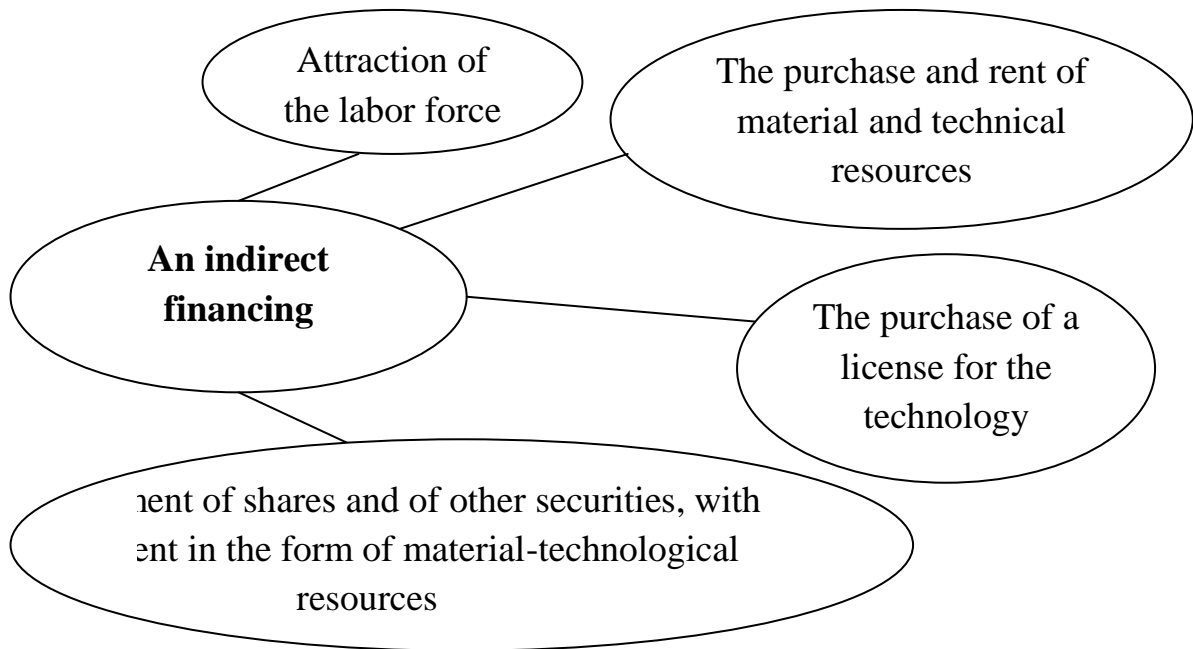 Attraction of
the labor force
The purchase and rent of
material and technical
resources
An indirect
financing
The purchase of a
license for the
technology
of shares and of other securities, with
in the form of material-technological
resources